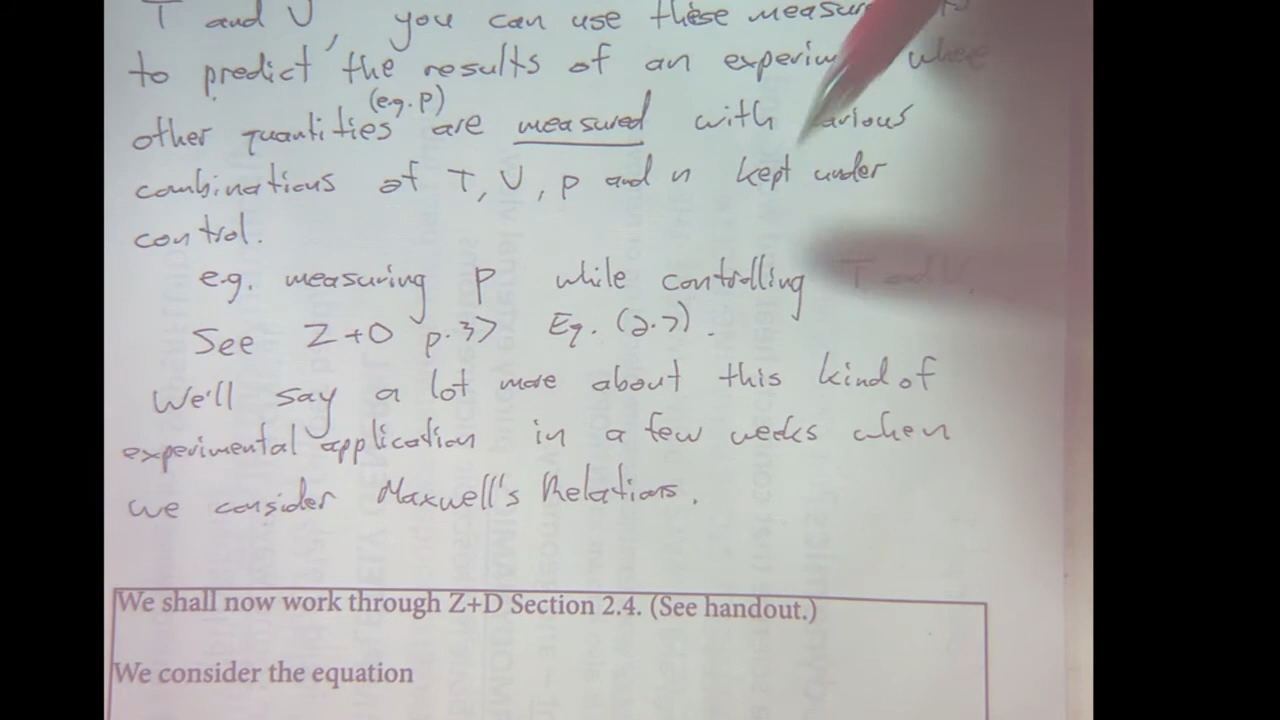 T and V, you can use these
to predict the results of an
(e.g. p)
other quantities are measured with various
combinations of T, V, p and n kept under
control.
e.g. measuring p while controlling T and
See Z+D p.37 Eq. (2.7).
We'll say a lot more about this kind of
experimental application in a few weeks when
we consider Maxwell's Relations.
We shall now work through Z+D Section 2.4. (See handout.)
We consider the equation